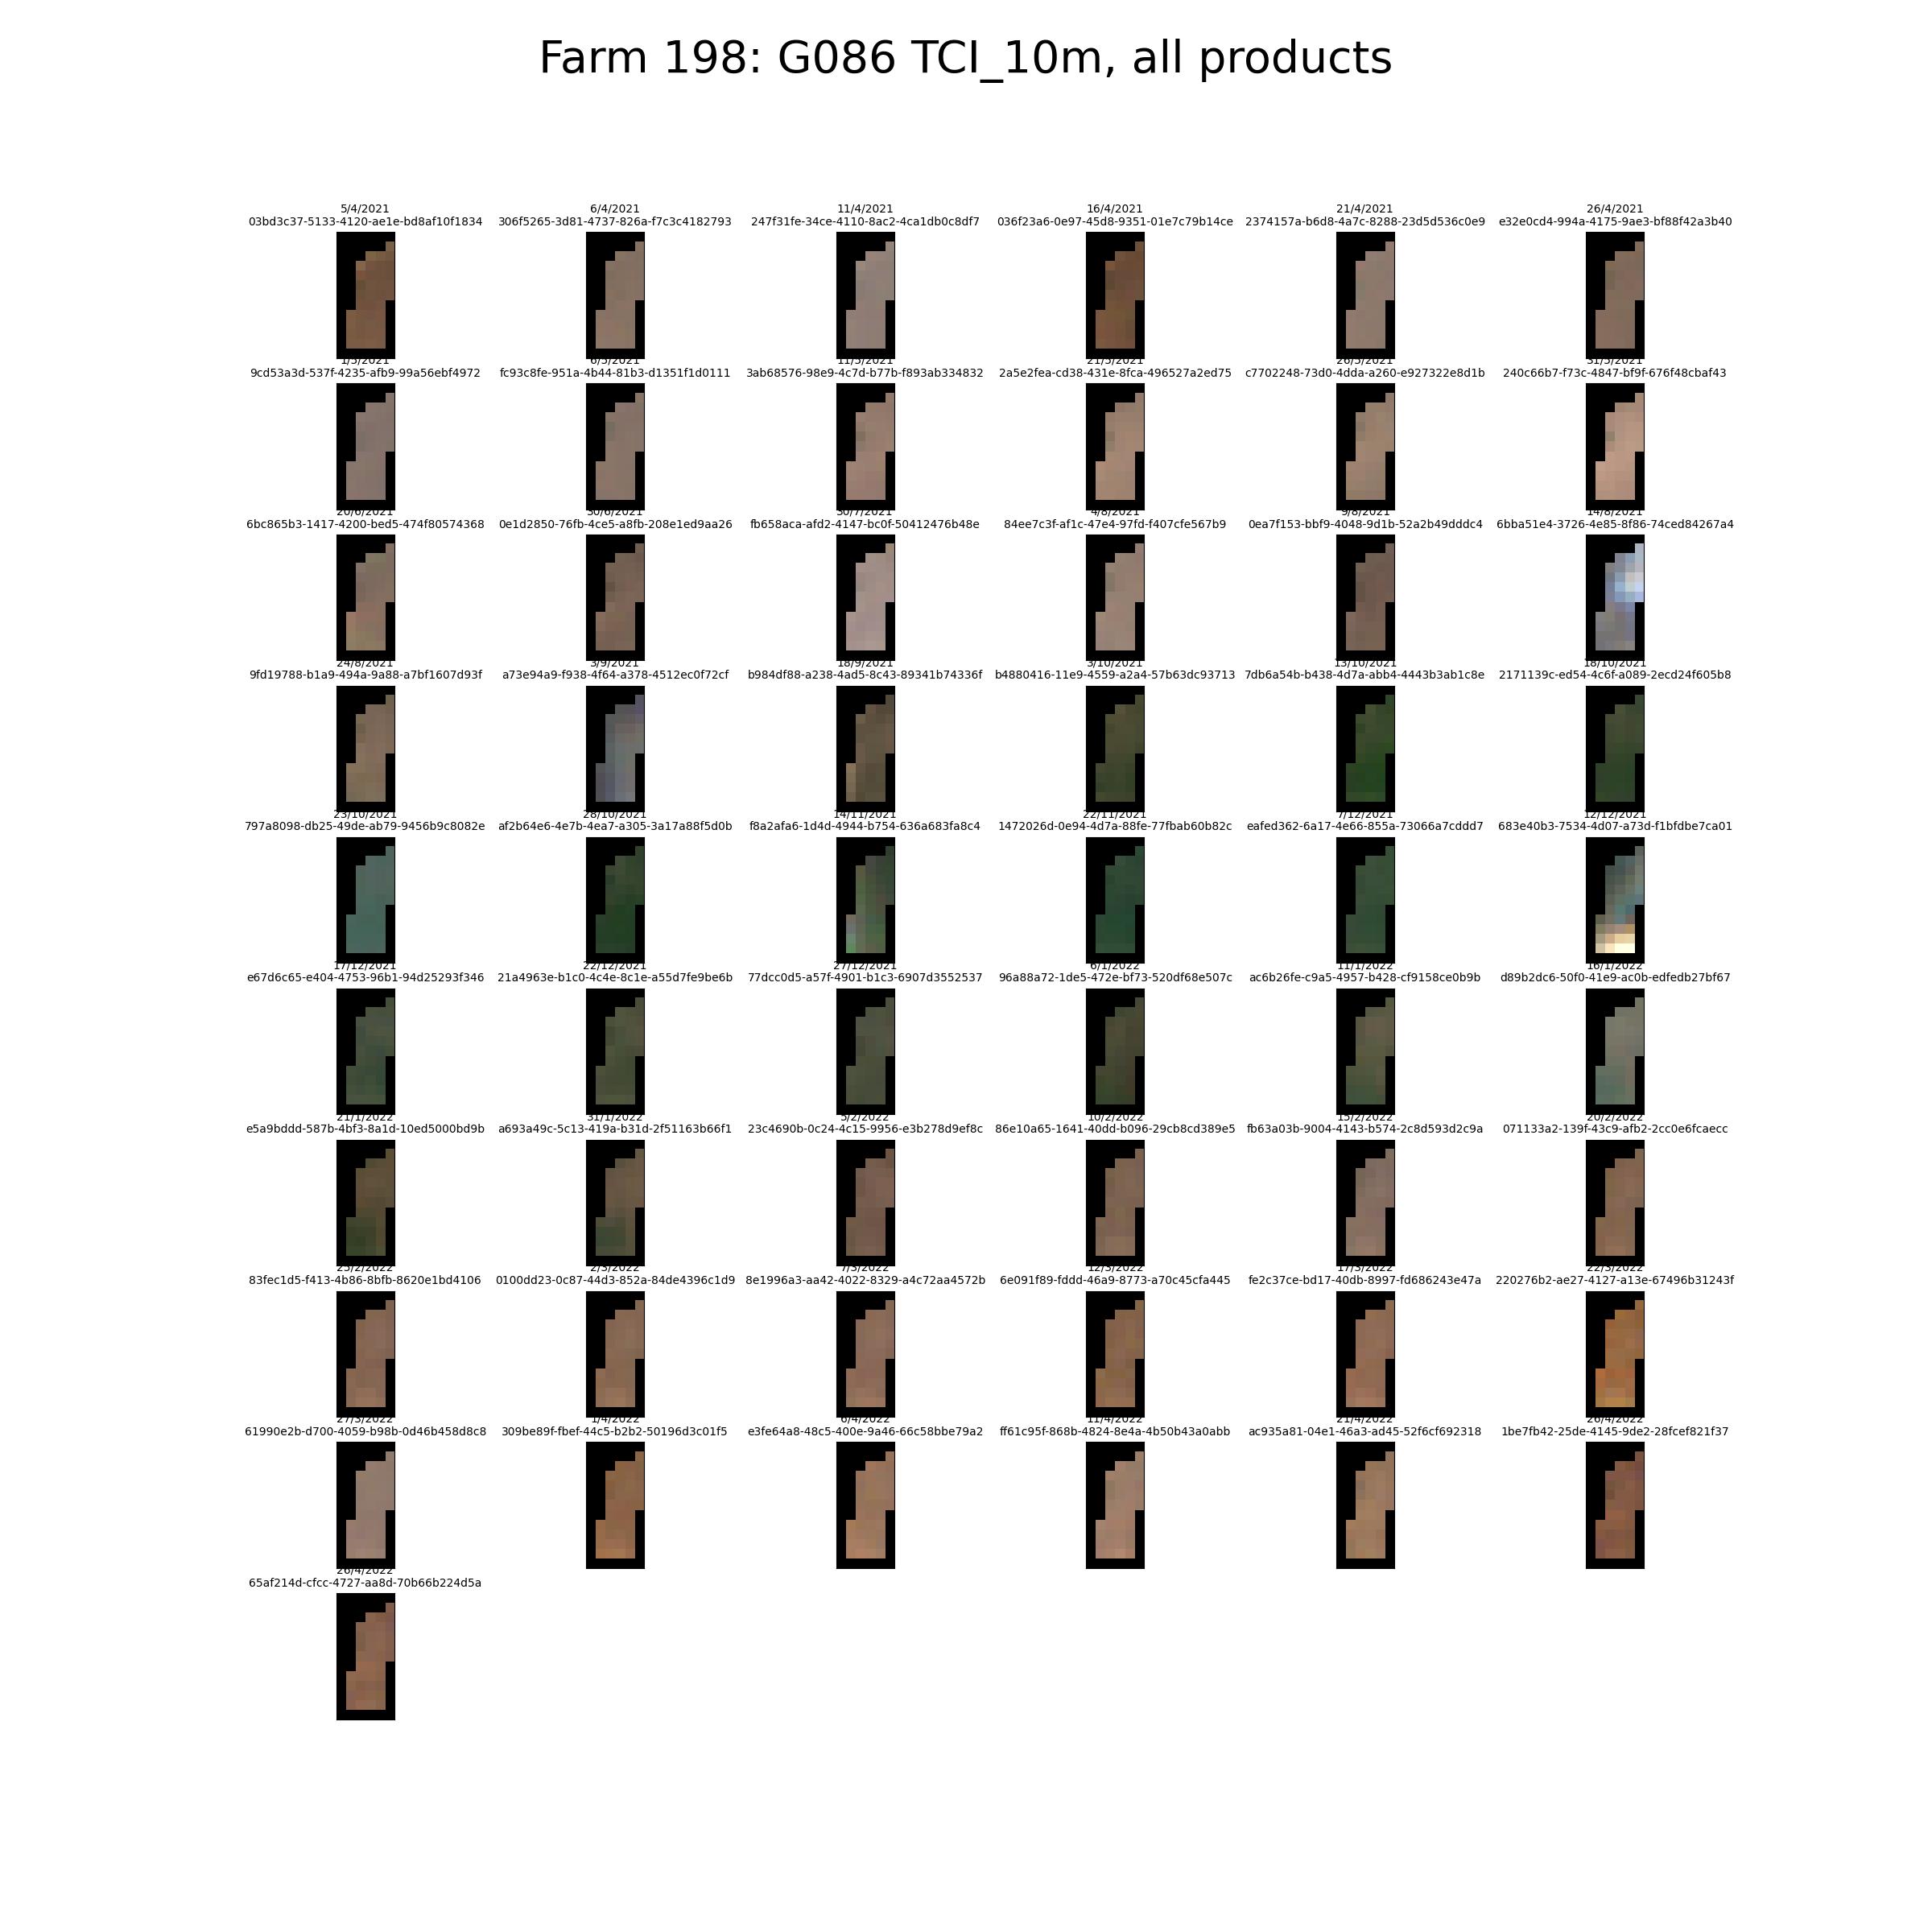 Farm 198: G086 TCI_10m, all products
5/4/2021 6/4/2021 11/4/2021 16/4/2021 21/4/2021 26/4/2021
03bd3c37-5133-4120-ae1e-bd8af10f1834 306f5265-3d81-4737-826a-f7c3c4182793 247f31fe-34ce-4110-8ac2-4ca1db0c8df7 036f23a6-0e97-45d8-9351-01e7c79b14ce 2374157a-b6d8-4a7c-8288-23d5d536c0e9 e32e0cd4-994a-4175-9ae3-bf88f42a3b40
1/5/2021 6/5/2021 11/5/2021 21/5/2021 26/5/2021 31/5/2021
9cd53a3d-537f-4235-afb9-99a56ebf4972 fc93c8fe-951a-4b44-81b3-d1351f1d0111 3ab68576-98e9-4c7d-b77b-f893ab334832 2a5e2fea-cd38-431e-8fca-496527a2ed75 c7702248-73d0-4dda-a260-e927322e8d1b 240c66b7-f73c-4847-bf9f-676f48cbaf43
20/6/2021 30/6/2021 30/7/2021 4/8/2021 9/8/2021 14/8/2021
6bc865b3-1417-4200-bed5-474f80574368 0e1d2850-76fb-4ce5-a8fb-208e1ed9aa26 fb658aca-afd2-4147-bc0f-50412476b48e 84ee7c3f-af1c-47e4-97fd-f407cfe567b9 0ea7f153-bbf9-4048-9d1b-52a2b49dddc4 6bba51e4-3726-4e85-8f86-74ced84267a4
24/8/2021 3/9/2021 18/9/2021 3/10/2021 13/10/2021 18/10/2021
9fd19788-b1a9-494a-9a88-a7bf1607d93f a73e94a9-f938-4f64-a378-4512ec0f72cf b984df88-a238-4ad5-8c43-89341b74336f b4880416-11e9-4559-a2a4-57b63dc93713 7db6a54b-b438-4d7a-abb4-4443b3ab1c8e 2171139c-ed54-4c6f-a089-2ecd24f605b8
23/10/2021 28/10/2021 14/11/2021 22/11/2021 7/12/2021 12/12/2021
797a8098-db25-49de-ab79-9456b9c8082e af2b64e6-4e7b-4ea7-a305-3a17a88f5d0b f8a2afa6-1d4d-4944-b754-636a683fa8c4 1472026d-0e94-4d7a-88fe-77fbab60b82c eafed362-6a17-4e66-855a-73066a7cddd7 683e40b3-7534-4d07-a73d-f1bfdbe7ca01
17/12/2021 22/12/2021 27/12/2021 6/1/2022 11/1/2022 16/1/2022
e67d6c65-e404-4753-96b1-94d25293f346 21a4963e-b1c0-4c4e-8c1e-a55d7fe9be6b 77dcc0d5-a57f-4901-b1c3-6907d3552537 96a88a72-1de5-472e-bf73-520df68e507c ac6b26fe-c9a5-4957-b428-cf9158ce0b9b d89b2dc6-50f0-41e9-ac0b-edfedb27bf67
21/1/2022 31/1/2022 5/2/2022 10/2/2022 15/2/2022 20/2/2022
e5a9bddd-587b-4bf3-8a1d-10ed5000bd9b a693a49c-5c13-419a-b31d-2f51163b66f1 23c4690b-0c24-4c15-9956-e3b278d9ef8c 86e10a65-1641-40dd-b096-29cb8cd389e5 fb63a03b-9004-4143-b574-2c8d593d2c9a 071133a2-139f-43c9-afb2-2cc0e6fcaecc
25/2/2022 2/3/2022 7/3/2022 12/3/2022 17/3/2022 22/3/2022
83fec1d5-f413-4b86-8bfb-8620e1bd4106 0100dd23-0c87-44d3-852a-84de4396c1d9 8e1996a3-aa42-4022-8329-a4c72aa4572b 6e091f89-fddd-46a9-8773-a70c45cfa445 fe2c37ce-bd17-40db-8997-fd686243e47a 220276b2-ae27-4127-a13e-67496b31243f
27/3/2022 1/4/2022 6/4/2022 11/4/2022 21/4/2022 26/4/2022
61990e2b-d700-4059-b98b-0d46b458d8c8 309be89f-fbef-44c5-b2b2-50196d3c01f5 e3fe64a8-48c5-400e-9a46-66c58bbe79a2 ff61c95f-868b-4824-8e4a-4b50b43a0abb ac935a81-04e1-46a3-ad45-52f6cf692318 1be7fb42-25de-4145-9de2-28fcef821f37
26/4/2022
65af214d-cfcc-4727-aa8d-70b66b224d5a